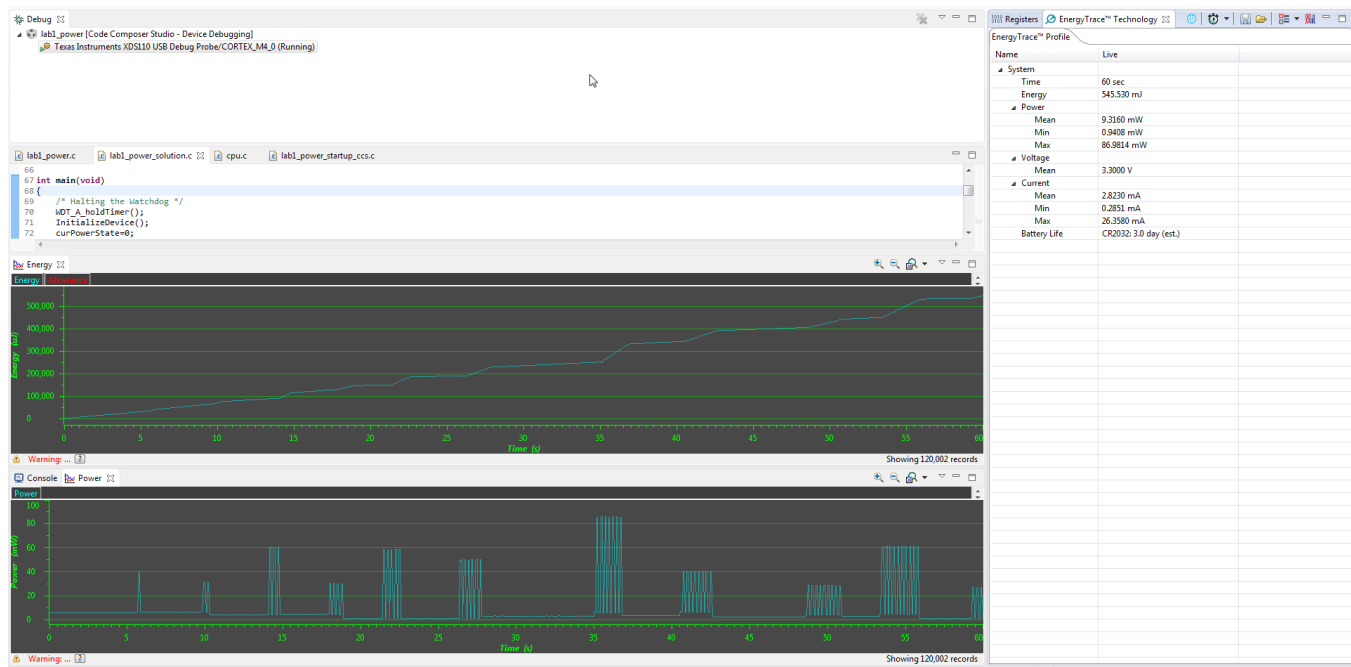 Debug
lab1_power [Code Composer Studio - Device Debugging]
Texas Instruments XDS110 USB Debug Probe/CORTEX_M4_0 (Running)
lab1_power.c lab1_power_solution.c cpu.c lab1_power_startup_ccs.c
66
67 int main(void)
68 {
69 /* Halting the Watchdog */
70 WDT_A_holdTimer();
71 InitializeDevice();
72 curPowerState=0;
Energy
Energy Allowance
500,000
400,000
300,000
200,000
100,000
0
Energy (uJ)
0 5 10 15 20 25 30 35 40 45 50 55 60
Time (s)
Warning: ... ?
Showing 120,002 records
Console Power
Power
100
80
60
40
20
0
Power (mW)
0 5 10 15 20 25 30 35 40 45 50 55 60
Time (s)
Warning: ... ?
Showing 120,002 records
Registers EnergyTrace™ Technology
EnergyTrace™ Profile
Name Live
System
Time 60 sec
Energy 545.530 mJ
Power
Mean 9.3160 mW
Min 0.9408 mW
Max 86.9814 mW
Voltage
Mean 3.3000 V
Current
Mean 2.8230 mA
Min 0.2851 mA
Max 26.3580 mA
Battery Life CR2032: 3.0 day (est.)